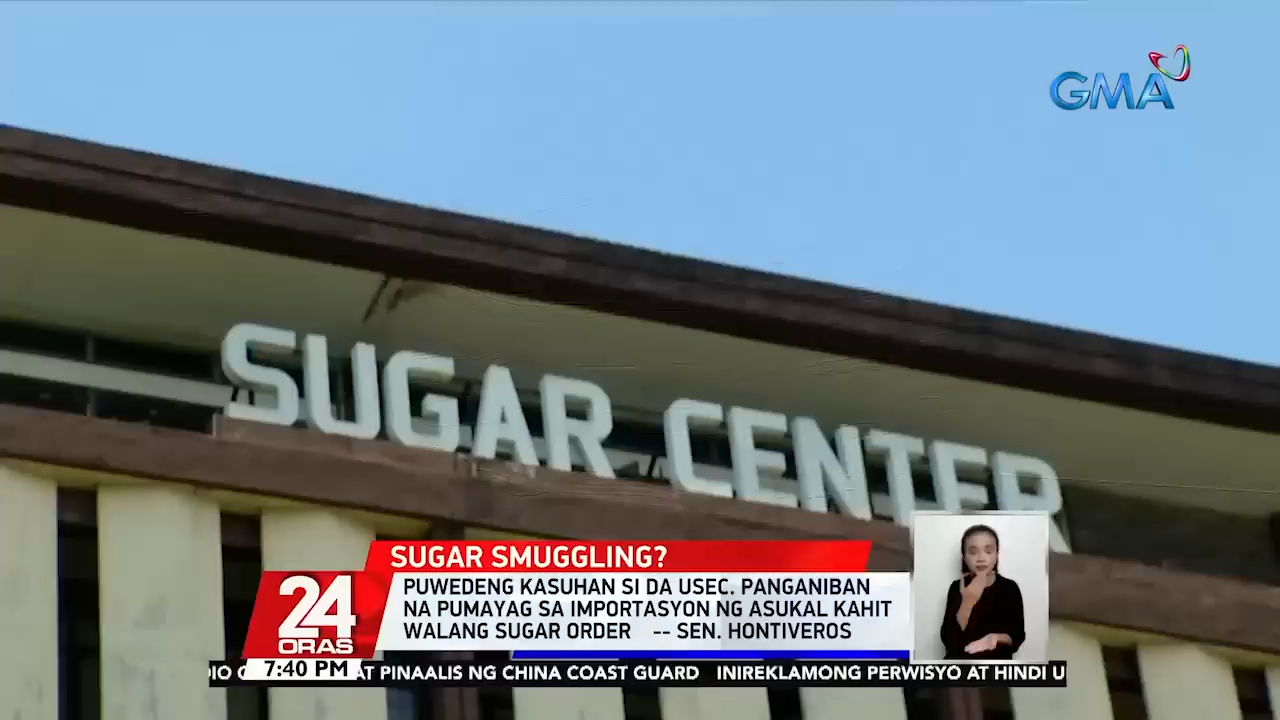 GMA
SUGAR CENTER
SUGAR SMUGGLING?
24
ORAS
PUWEDENG KASUHAN SI DA USEC. PANGANIBAN
NA PUMAYAG SA IMPORTASYON NG ASUKAL KAHIT
WALANG SUGAR ORDER -- SEN. HONTIVEROS
7:40 PM
AT PINAALIS NG CHINA COAST GUARD INIREKLAMONG PERWISYO AT HINDI